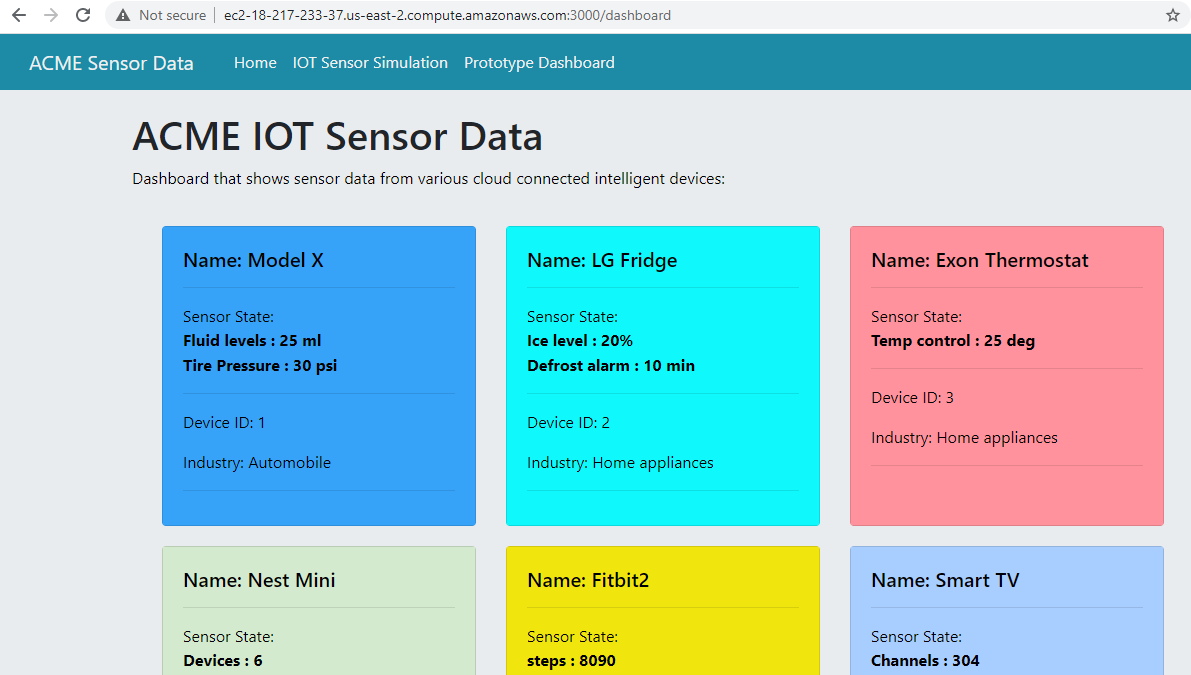 Not secure | ec2-18-217-233-37.us-east-2.compute.amazonaws.com:3000/dashboard
ACME Sensor Data Home IOT Sensor Simulation Prototype Dashboard
ACME IOT Sensor Data
Dashboard that shows sensor data from various cloud connected intelligent devices:
Name: Model X
Sensor State:
Fluid levels : 25 ml
Tire Pressure : 30 psi
Device ID: 1
Industry: Automobile
Name: LG Fridge
Sensor State:
Ice level : 20%
Defrost alarm : 10 min
Device ID: 2
Industry: Home appliances
Name: Exon Thermostat
Sensor State:
Temp control : 25 deg
Device ID: 3
Industry: Home appliances
Name: Nest Mini
Sensor State:
Devices : 6
Name: Fitbit2
Sensor State:
steps : 8090
Name: Smart TV
Sensor State:
Channels : 304